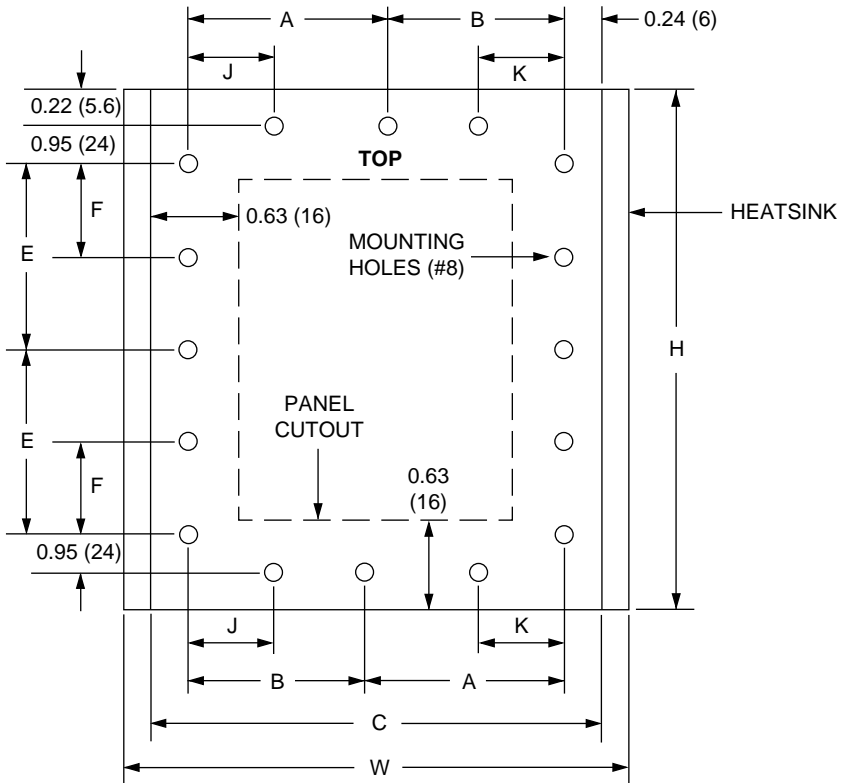 A
B
0.24 (6)
J
K
0.22 (5.6)
0.95 (24)
TOP
F
0.63 (16)
HEATSINK
MOUNTING
HOLES (#8)
E
H
PANEL
CUTOUT
E
F
0.63
(16)
0.95 (24)
J
K
B
A
C
W